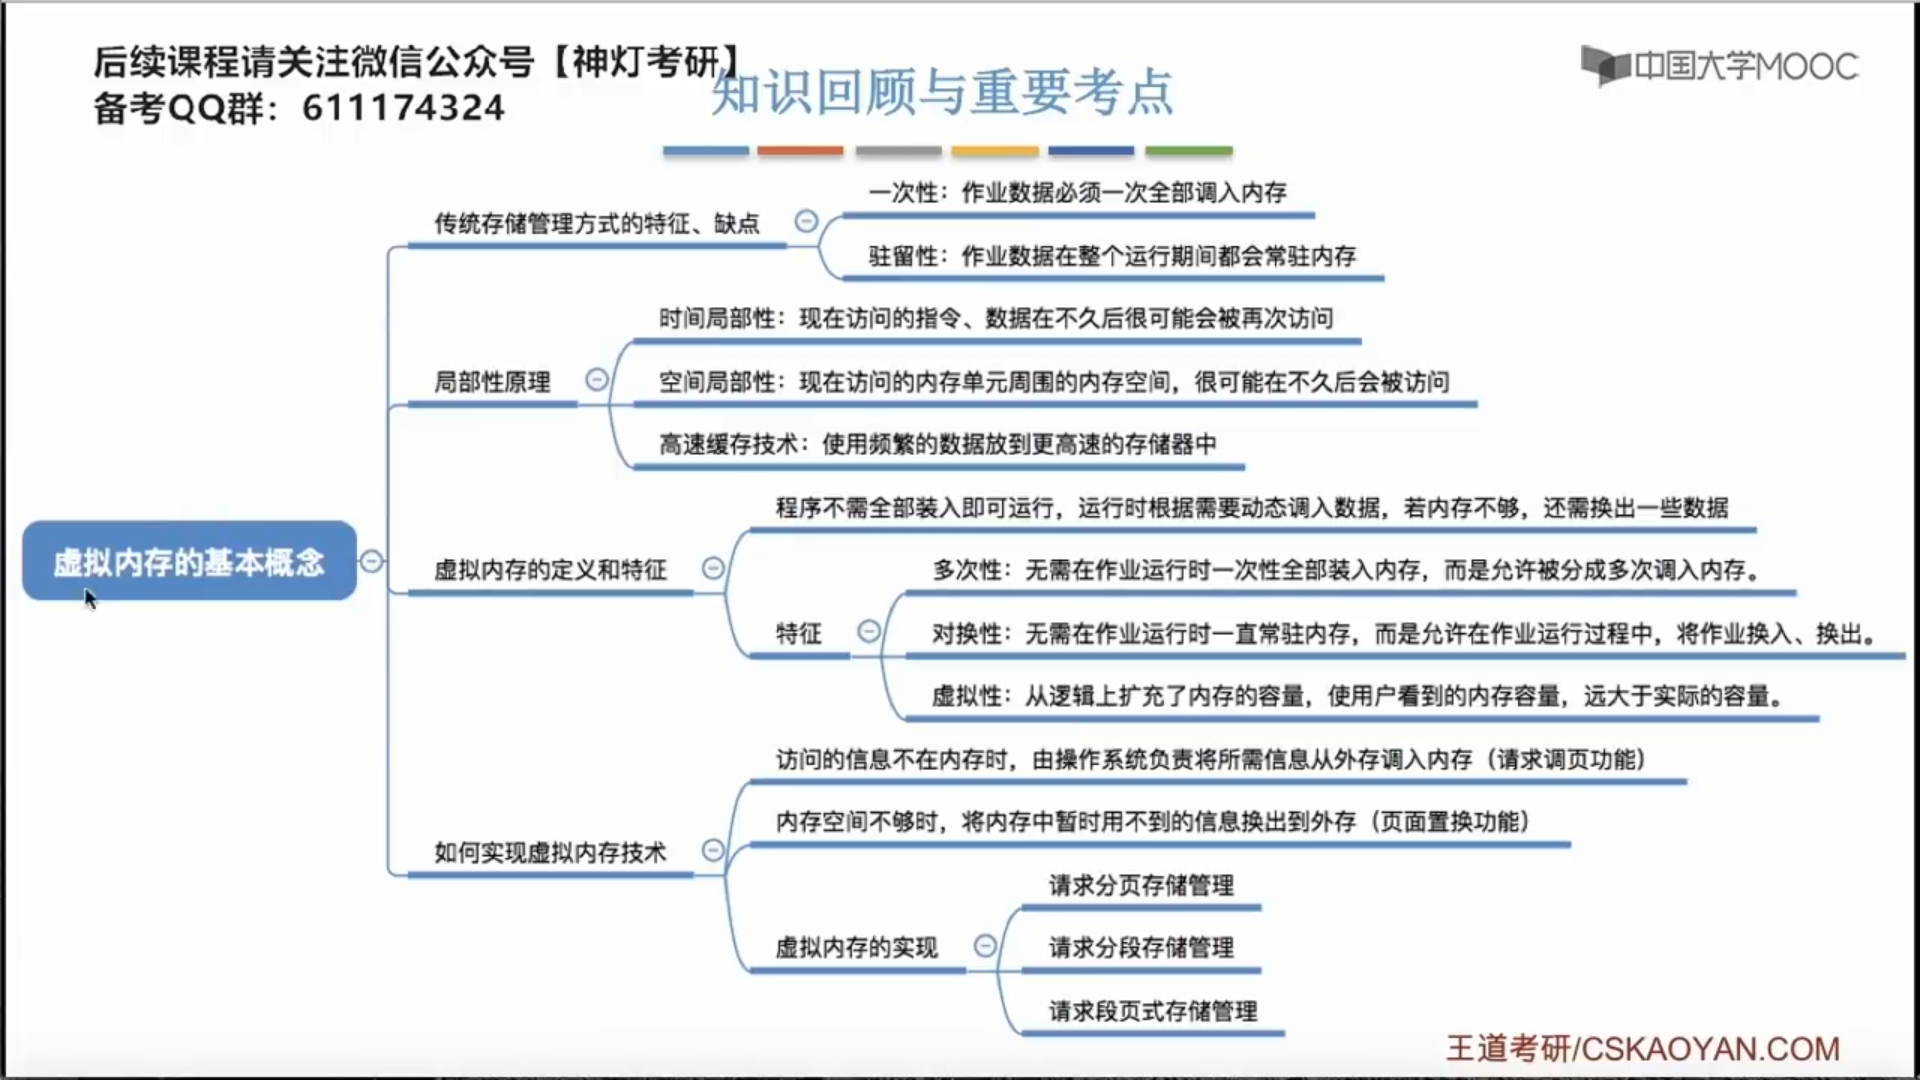 后续课程请关注微信公众号【神灯考研】
备考QQ群：611174324
知识回顾与重要考点
中国大学MOOC
虚拟内存的基本概念
传统存储管理方式的特征、缺点
一次性：作业数据必须一次全部调入内存
驻留性：作业数据在整个运行期间都会常驻内存
局部性原理
时间局部性：现在访问的指令、数据在不久后很可能会被再次访问
空间局部性：现在访问的内存单元周围的内存空间，很可能在不久后会被访问
高速缓存技术：使用频繁的数据放到更高速的存储器中
虚拟内存的定义和特征
程序不需全部装入即可运行，运行时根据需要动态调入数据，若内存不够，还需换出一些数据
特征
多次性：无需在作业运行时一次性全部装入内存，而是允许被分成多次调入内存。
对换性：无需在作业运行时一直常驻内存，而是允许在作业运行过程中，将作业换入、换出。
虚拟性：从逻辑上扩充了内存的容量，使用户看到的内存容量，远大于实际的容量。
如何实现虚拟内存技术
访问的信息不在内存时，由操作系统负责将所需信息从外存调入内存（请求调页功能）
内存空间不够时，将内存中暂时用不到的信息换出到外存（页面置换功能）
虚拟内存的实现
请求分页存储管理
请求分段存储管理
请求段页式存储管理
王道考研/CSKAOYAN.COM